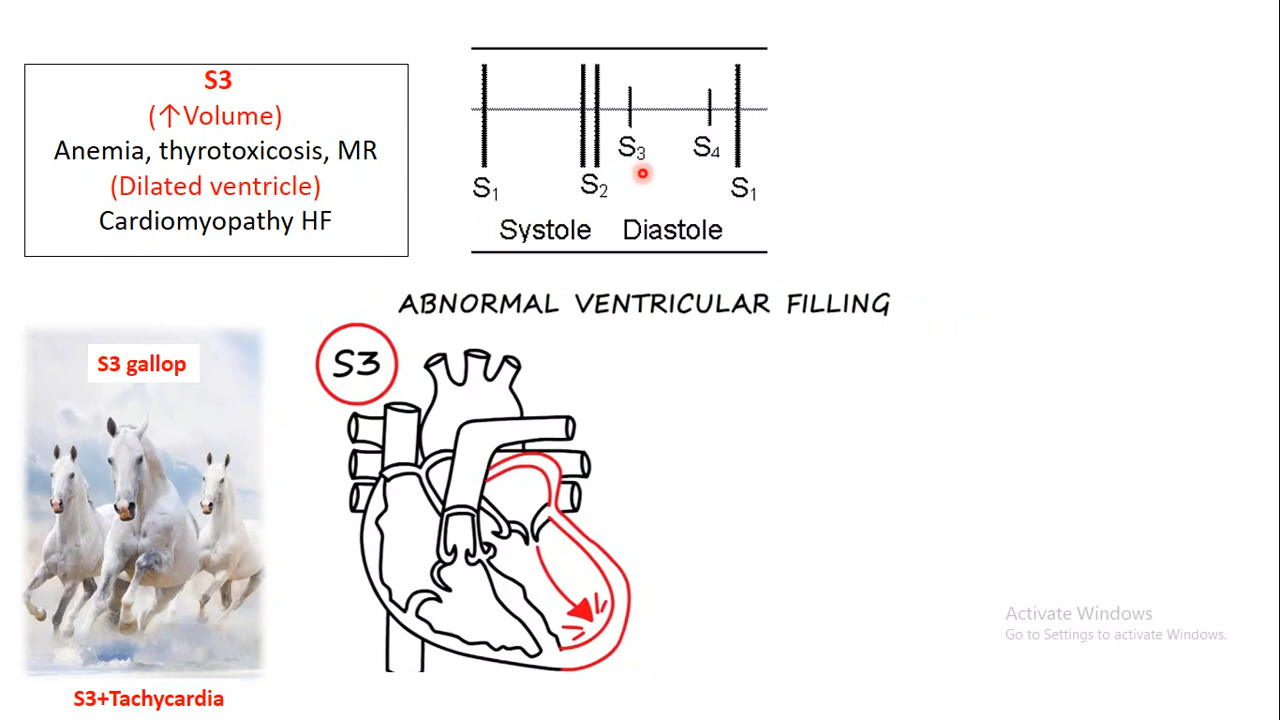 S3
(↑Volume)
Anemia, thyrotoxicosis, MR
(Dilated ventricle)
Cardiomyopathy HF
S3 S4
S1 S2 S1
Systole Diastole
ABNORMAL VENTRICULAR FILLING
S3 gallop
S3
S3+Tachycardia
Activate Windows
Go to Settings to activate Windows.